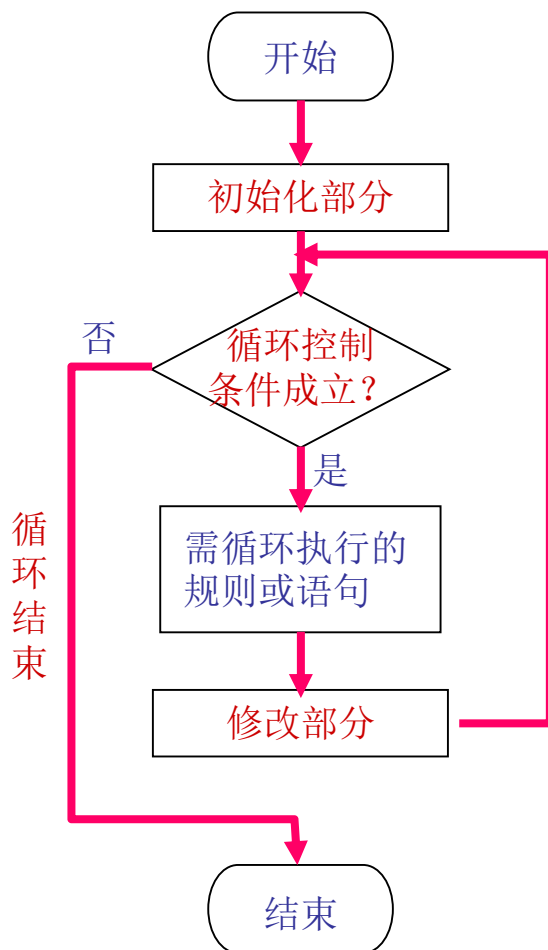 开始
初始化部分
否
循环控制
条件成立？
是
需循环执行的
规则或语句
循
环
结
束
修改部分
结束